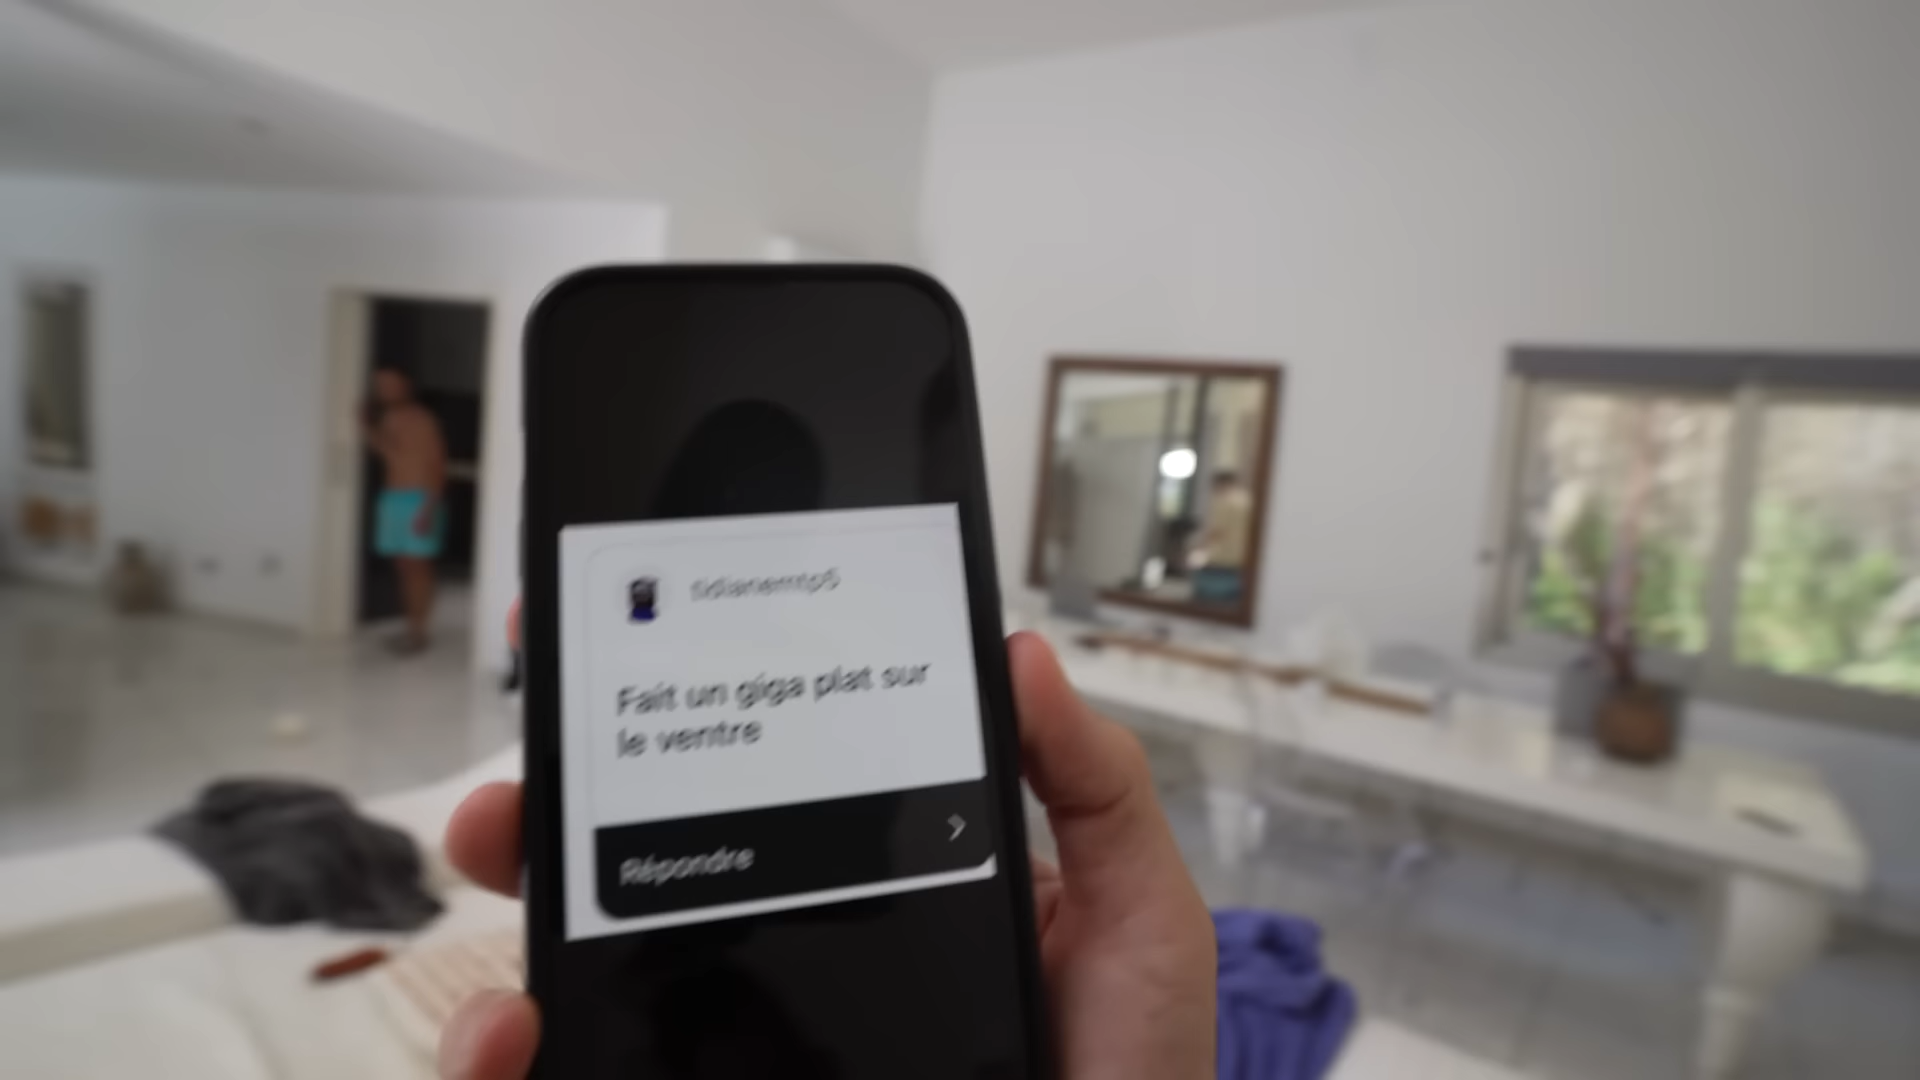 Fait un giga plat sur
le ventre
Répondre